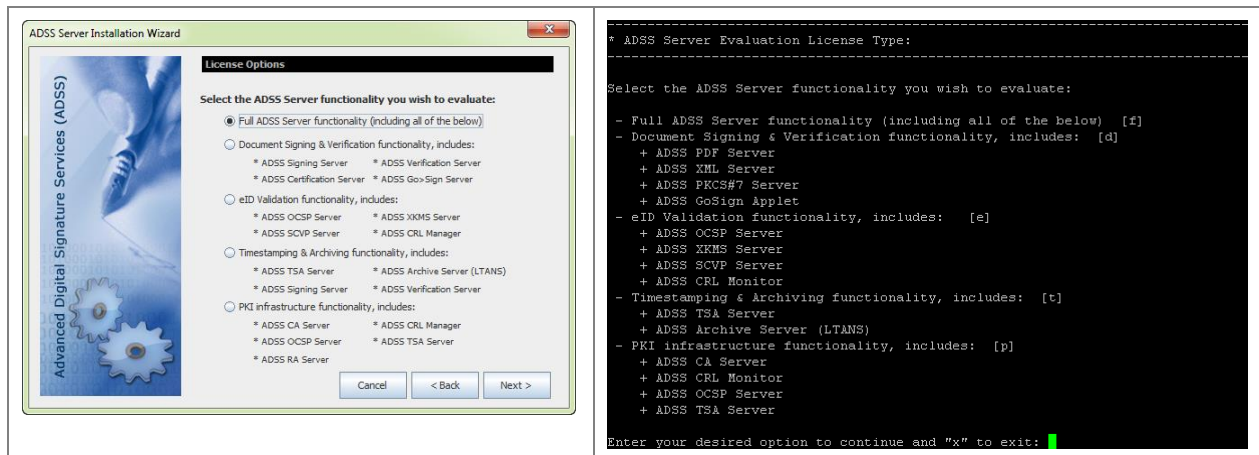 ADSS Server Installation Wizard
Advanced Digital Signature Services (ADSS)
License Options
Select the ADSS Server functionality you wish to evaluate:
Full ADSS Server functionality (including all of the below)
Document Signing & Verification functionality, includes:
* ADSS Signing Server * ADSS Verification Server
* ADSS Certification Server * ADSS Go>Sign Server
eID Validation functionality, includes:
* ADSS OCSP Server * ADSS XKMS Server
* ADSS SCVP Server * ADSS CRL Manager
Timestamping & Archiving functionality, includes:
* ADSS TSA Server * ADSS Archive Server (LTANS)
* ADSS Signing Server * ADSS Verification Server
PKI infrastructure functionality, includes:
* ADSS CA Server * ADSS CRL Manager
* ADSS OCSP Server * ADSS TSA Server
* ADSS RA Server
Cancel < Back Next >
* ADSS Server Evaluation License Type:
Select the ADSS Server functionality you wish to evaluate:
- Full ADSS Server functionality (including all of the below) [f]
- Document Signing & Verification functionality, includes: [d]
+ ADSS PDF Server
+ ADSS XML Server
+ ADSS PKCS#7 Server
+ ADSS GoSign Applet
- eID Validation functionality, includes: [e]
+ ADSS OCSP Server
+ ADSS XKMS Server
+ ADSS SCVP Server
+ ADSS CRL Monitor
- Timestamping & Archiving functionality, includes: [t]
+ ADSS TSA Server
+ ADSS Archive Server (LTANS)
- PKI infrastructure functionality, includes: [p]
+ ADSS CA Server
+ ADSS CRL Monitor
+ ADSS OCSP Server
+ ADSS TSA Server
Enter your desired option to continue and "x" to exit: